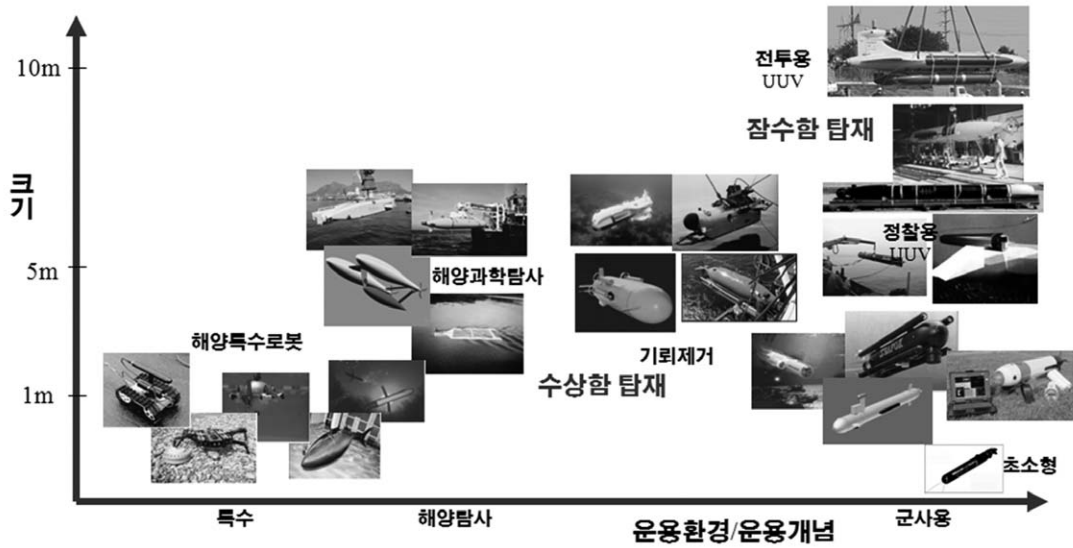 10m
전투용
UUV
잠수함 탑재
크
기
정찰용
UUV
5m
해양과학탐사
해양특수로봇
기뢰제거
1m
수상함 탑재
초소형
특수
해양탐사
운용환경/운용개념
군사용